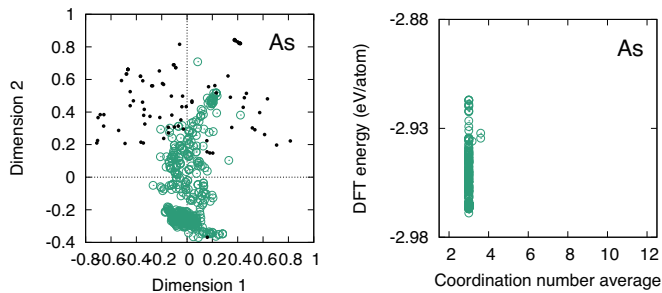 As
Dimension 2
1
0.8
0.6
0.4
0.2
0
-0.2
-0.4
-0.8 -0.6 -0.4 -0.2 0 0.2 0.4 0.6 0.8 1
Dimension 1
As
DFT energy (eV/atom)
-2.88
-2.93
-2.98
2 4 6 8 10 12
Coordination number average